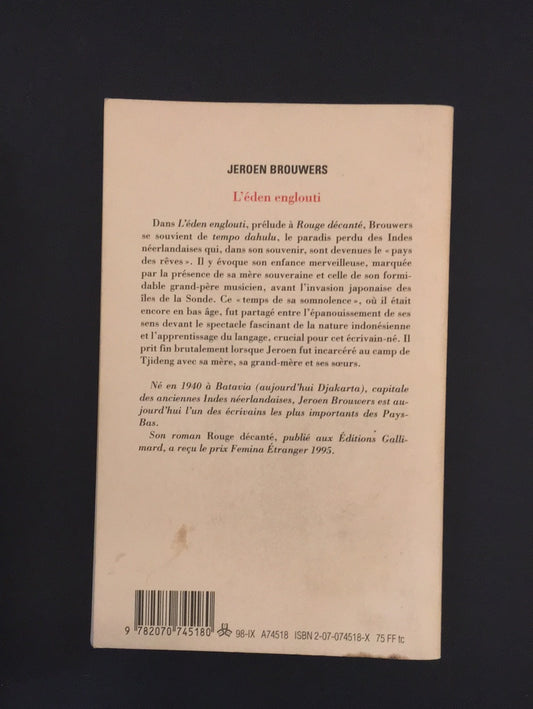 JEROEN BROUWERS
L'éden englouti
Dans L'éden englouti, prélude à Rouge décanté, Brouwers
se souvient de tempo dahulu, le paradis perdu des Indes
néerlandaises qui, dans son souvenir, sont devenues le « pays
des rêves ». Il y évoque son enfance merveilleuse, marquée
par la présence de sa mère souveraine et celle de son formi-
dable grand-père musicien, avant l'invasion japonaise des
îles de la Sonde. Ce « temps de sa somnolence », où il était
encore en bas âge, fut partagé entre l'épanouissement de ses
sens devant le spectacle fascinant de la nature indonésienne
et l'apprentissage du langage, crucial pour cet écrivain-né. Il
prit fin brutalement lorsque Jeroen fut incarcéré au camp de
Tjideng avec sa mère, sa grand-mère et ses sœurs.
Né en 1940 à Batavia (aujourd'hui Djakarta), capitale
des anciennes Indes néerlandaises, Jeroen Brouwers est au-
jourd'hui l'un des écrivains les plus importants des Pays-
Bas.
Son roman Rouge décanté, publié aux Éditions Galli-
mard, a reçu le prix Femina Étranger 1995.
9 782070 745180 98-IX A74518 ISBN 2-07-074518-X 75 FF tc